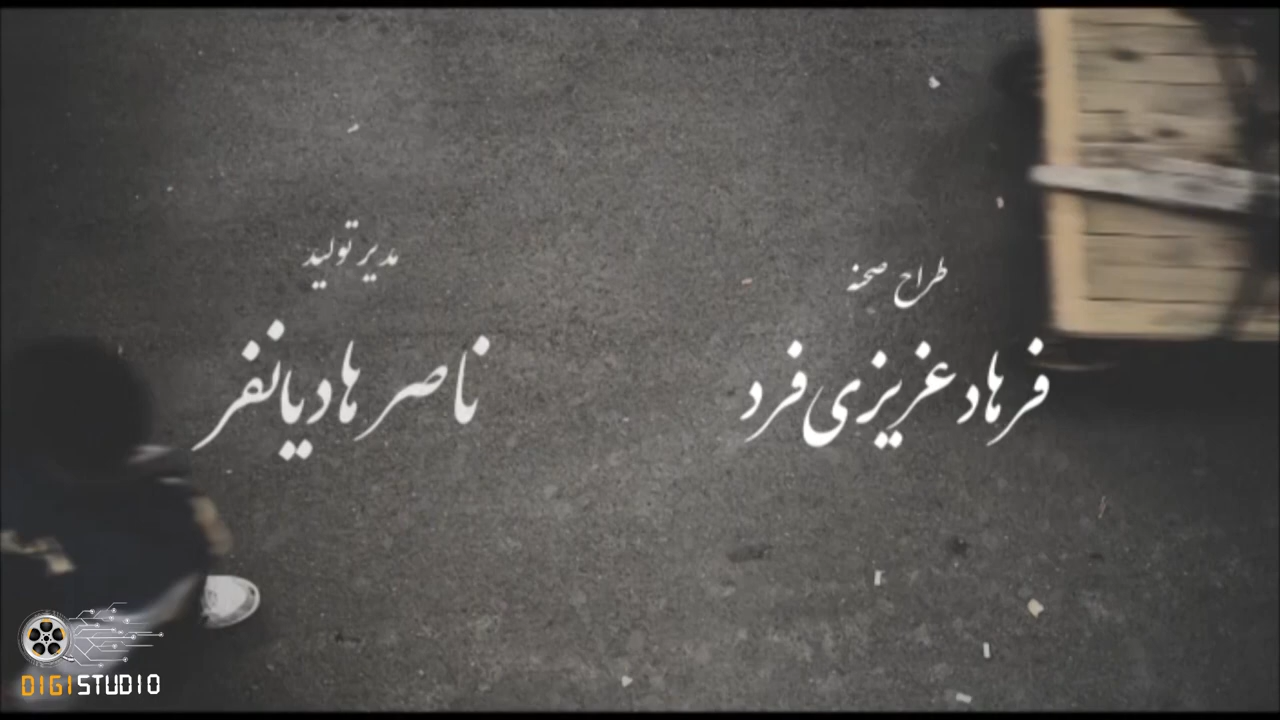 طراح صحنه
فرهاد عزیزی فرد
مدیر تولید
ناصر هادیانفر
DIGISTUDIO